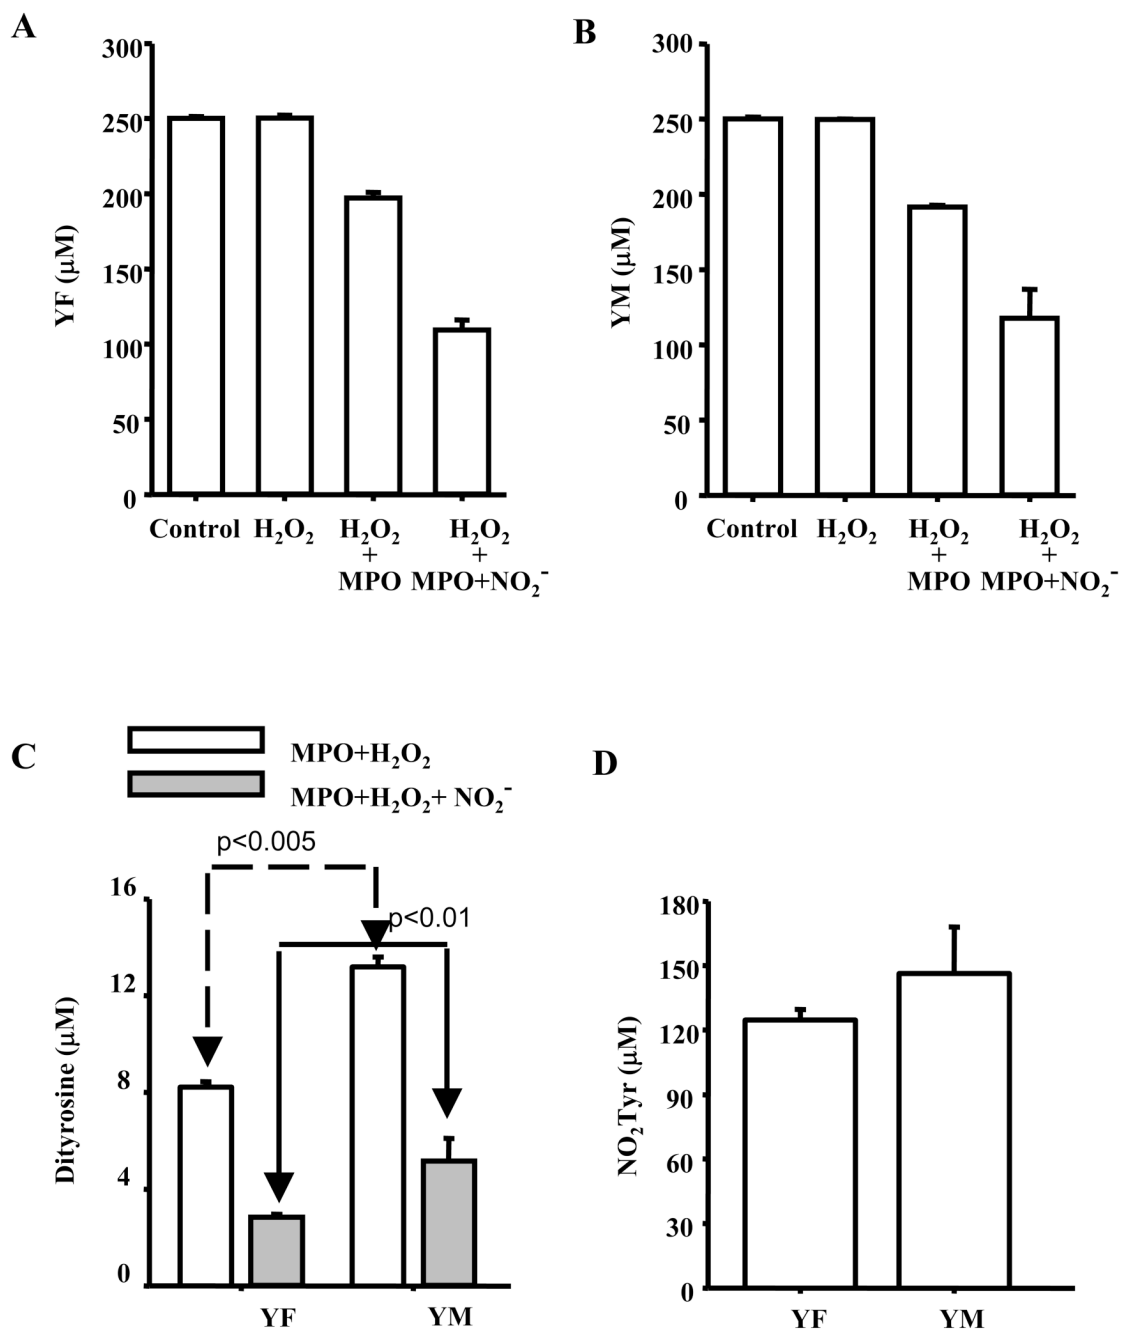 A
YF (μM)
300
250
200
150
100
50
0
Control
H₂O₂
H₂O₂
+
MPO
H₂O₂
+
MPO+NO₂⁻
B
YM (μM)
300
250
200
150
100
50
0
Control
H₂O₂
H₂O₂
+
MPO
H₂O₂
+
MPO+NO₂⁻
C
MPO+H₂O₂
MPO+H₂O₂+ NO₂⁻
p<0.005
p<0.01
Dityrosine (μM)
16
12
8
4
0
YF
YM
D
NO₂Tyr (μM)
180
150
120
90
60
30
0
YF
YM